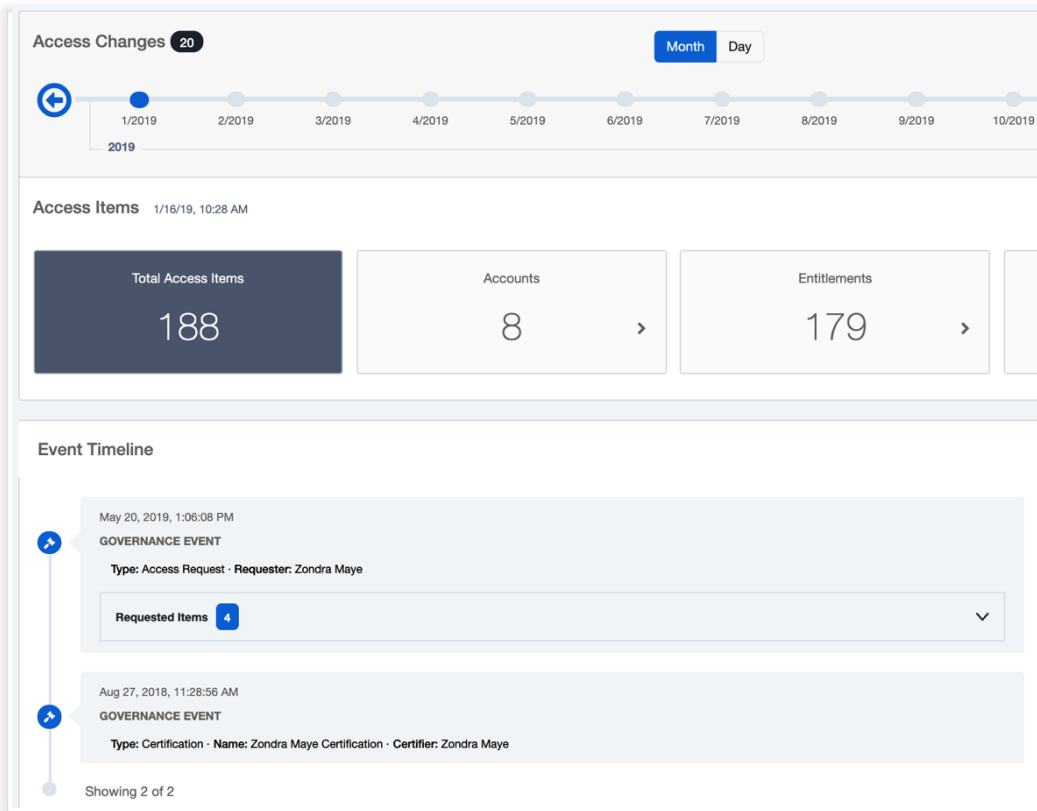 Access Changes 20
Month Day
1/2019 2/2019 3/2019 4/2019 5/2019 6/2019 7/2019 8/2019 9/2019 10/2019
2019
Access Items 1/16/19, 10:28 AM
Total Access Items Accounts Entitlements
188 8 179
Event Timeline
May 20, 2019, 1:06:08 PM
GOVERNANCE EVENT
Type: Access Request · Requester: Zondra Maye
Requested Items 4
Aug 27, 2018, 11:28:56 AM
GOVERNANCE EVENT
Type: Certification · Name: Zondra Maye Certification · Certifier: Zondra Maye
Showing 2 of 2